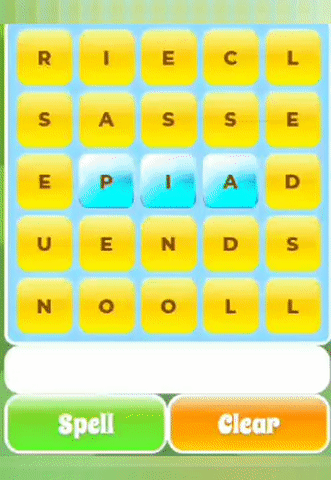 R I E C L
S A S S E
E P I A D
U E N D S
N O O L L
Spell Clear